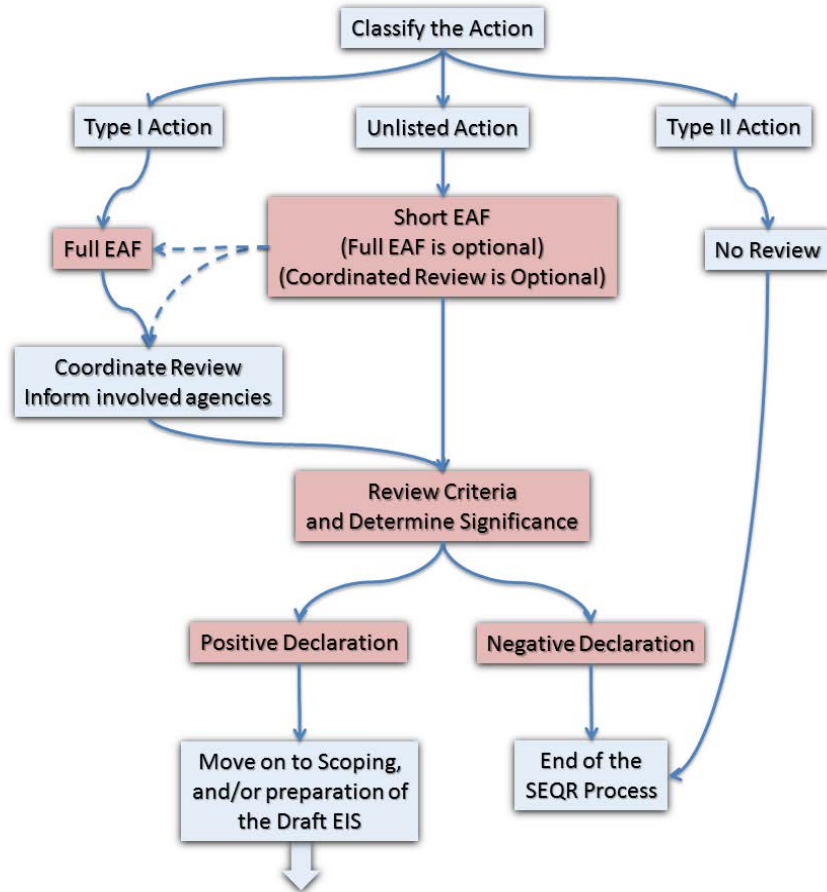 Classify the Action
Type I Action
Unlisted Action
Type II Action
Short EAF
(Full EAF is optional)
(Coordinated Review is Optional)
Full EAF
No Review
Coordinate Review
Inform involved agencies
Review Criteria
and Determine Significance
Positive Declaration
Negative Declaration
Move on to Scoping,
and/or preparation of
the Draft EIS
End of the
SEQR Process